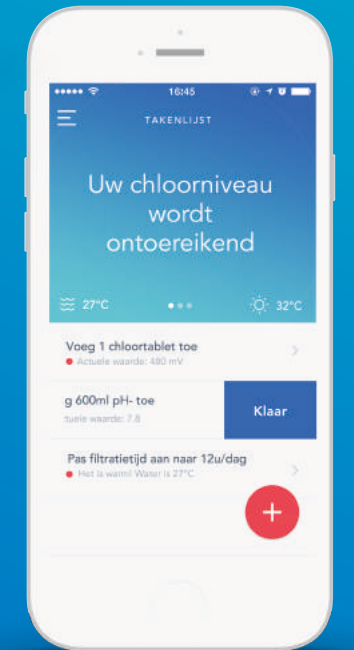 16:45
TAKENLIJST
Uw chloorniveau
wordt
ontoereikend
27°C
32°C
Voeg 1 chloortablet toe
Actuele waarde: 480 mV
g 600ml pH- toe
tuele waarde: 7.8
Klaar
Pas filtratietijd aan naar 12u/dag
Het is warm! Water is 27°C
+